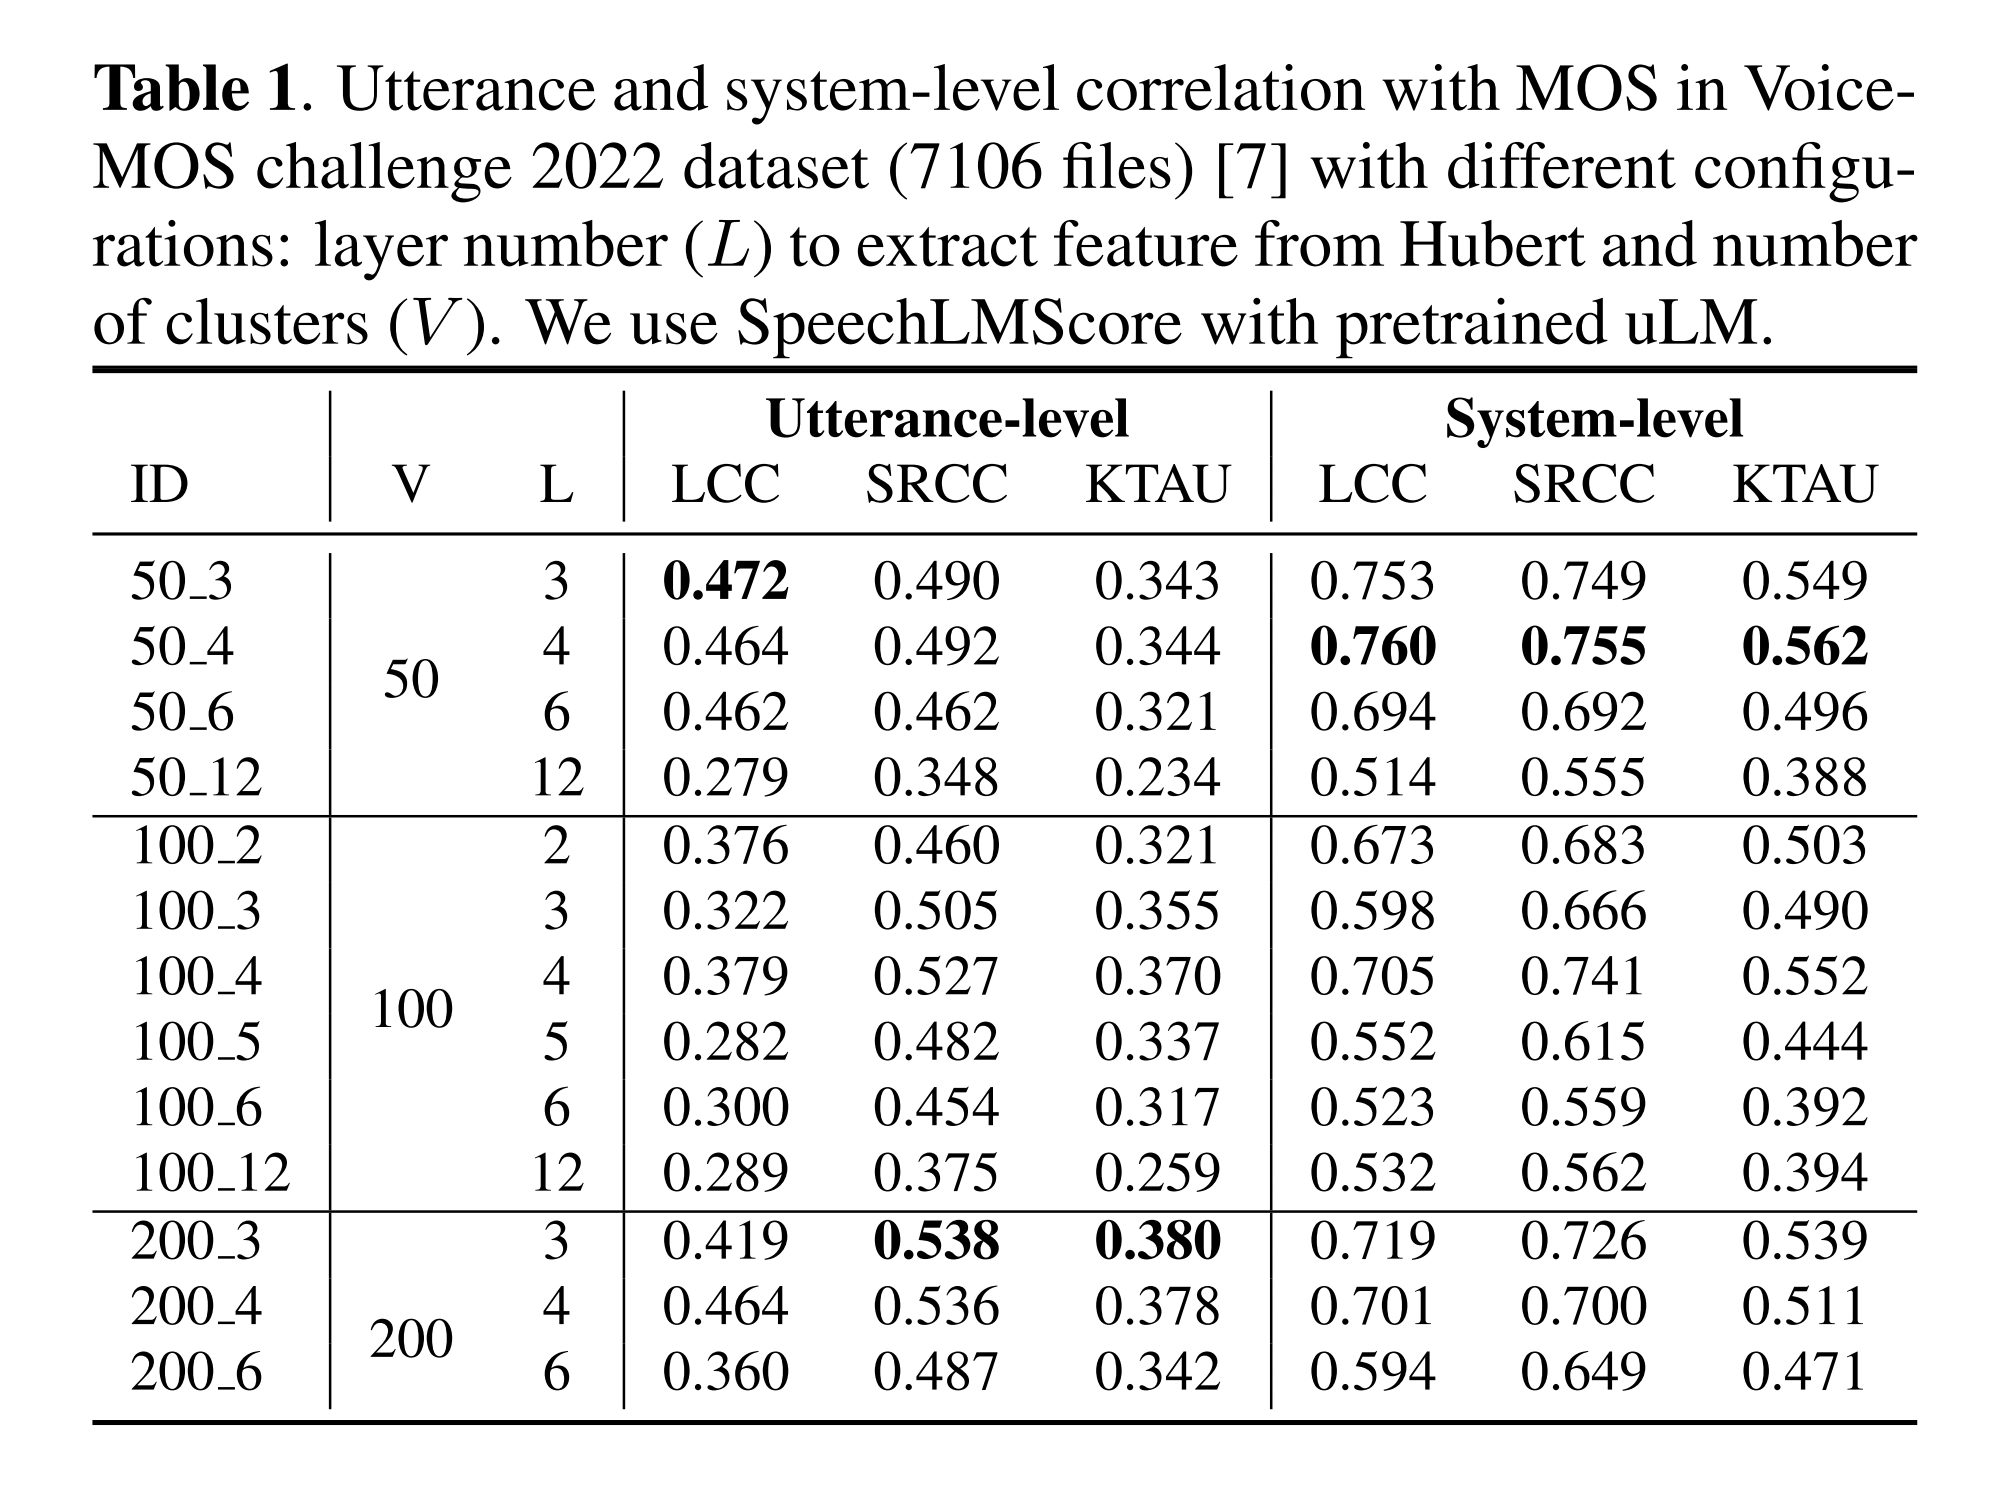 Table 1. Utterance and system-level correlation with MOS in Voice-
MOS challenge 2022 dataset (7106 files) [7] with different configu-
rations: layer number (L) to extract feature from Hubert and number
of clusters (V). We use SpeechLMScore with pretrained uLM.
Utterance-level System-level
ID V L LCC SRCC KTAU LCC SRCC KTAU
50_3 3 0.472 0.490 0.343 0.753 0.749 0.549
50_4 4 0.464 0.492 0.344 0.760 0.755 0.562
50
50_6 6 0.462 0.462 0.321 0.694 0.692 0.496
50_12 12 0.279 0.348 0.234 0.514 0.555 0.388
100_2 2 0.376 0.460 0.321 0.673 0.683 0.503
100_3 3 0.322 0.505 0.355 0.598 0.666 0.490
100_4 4 0.379 0.527 0.370 0.705 0.741 0.552
100
100_5 5 0.282 0.482 0.337 0.552 0.615 0.444
100_6 6 0.300 0.454 0.317 0.523 0.559 0.392
100_12 12 0.289 0.375 0.259 0.532 0.562 0.394
200_3 3 0.419 0.538 0.380 0.719 0.726 0.539
200_4 4 0.464 0.536 0.378 0.701 0.700 0.511
200
200_6 6 0.360 0.487 0.342 0.594 0.649 0.471